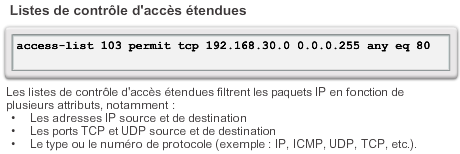 Listes de contrôle d'accès étendues
access-list 103 permit tcp 192.168.30.0 0.0.0.255 any eq 80
Les listes de contrôle d'accès étendues filtrent les paquets IP en fonction de
plusieurs attributs, notamment :
• Les adresses IP source et de destination
• Les ports TCP et UDP source et de destination
• Le type ou le numéro de protocole (exemple : IP, ICMP, UDP, TCP, etc.).